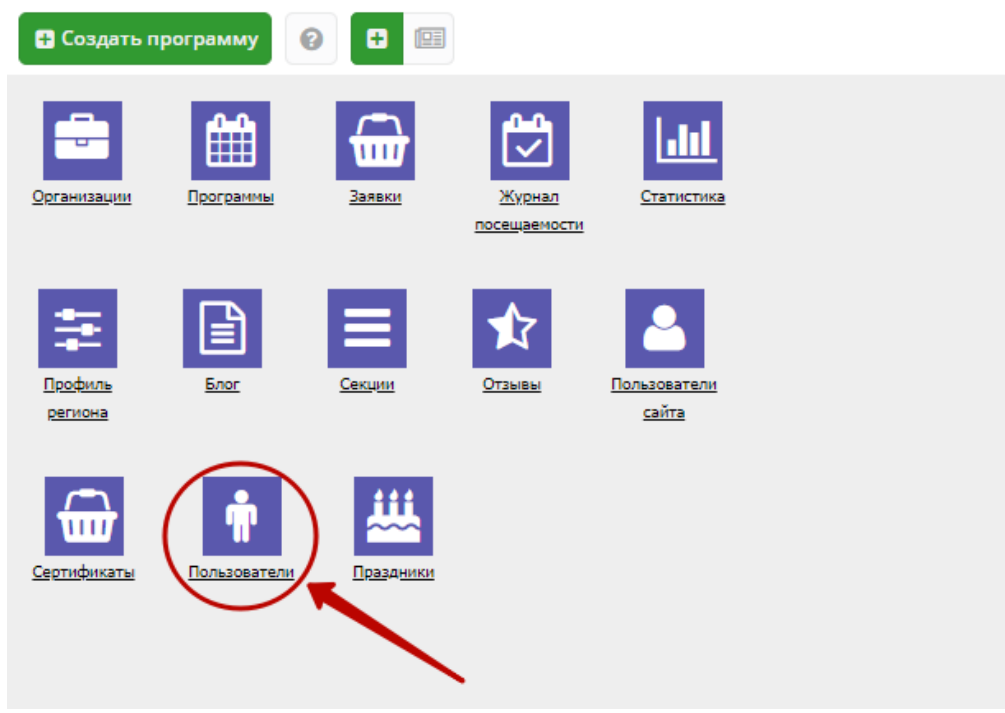 Создать программу
Организации
Программы
Заявки
Журнал
посещаемости
Статистика
Профиль
региона
Блог
Секции
Отзывы
Пользователи
сайта
Сертификаты
Пользователи
Праздники